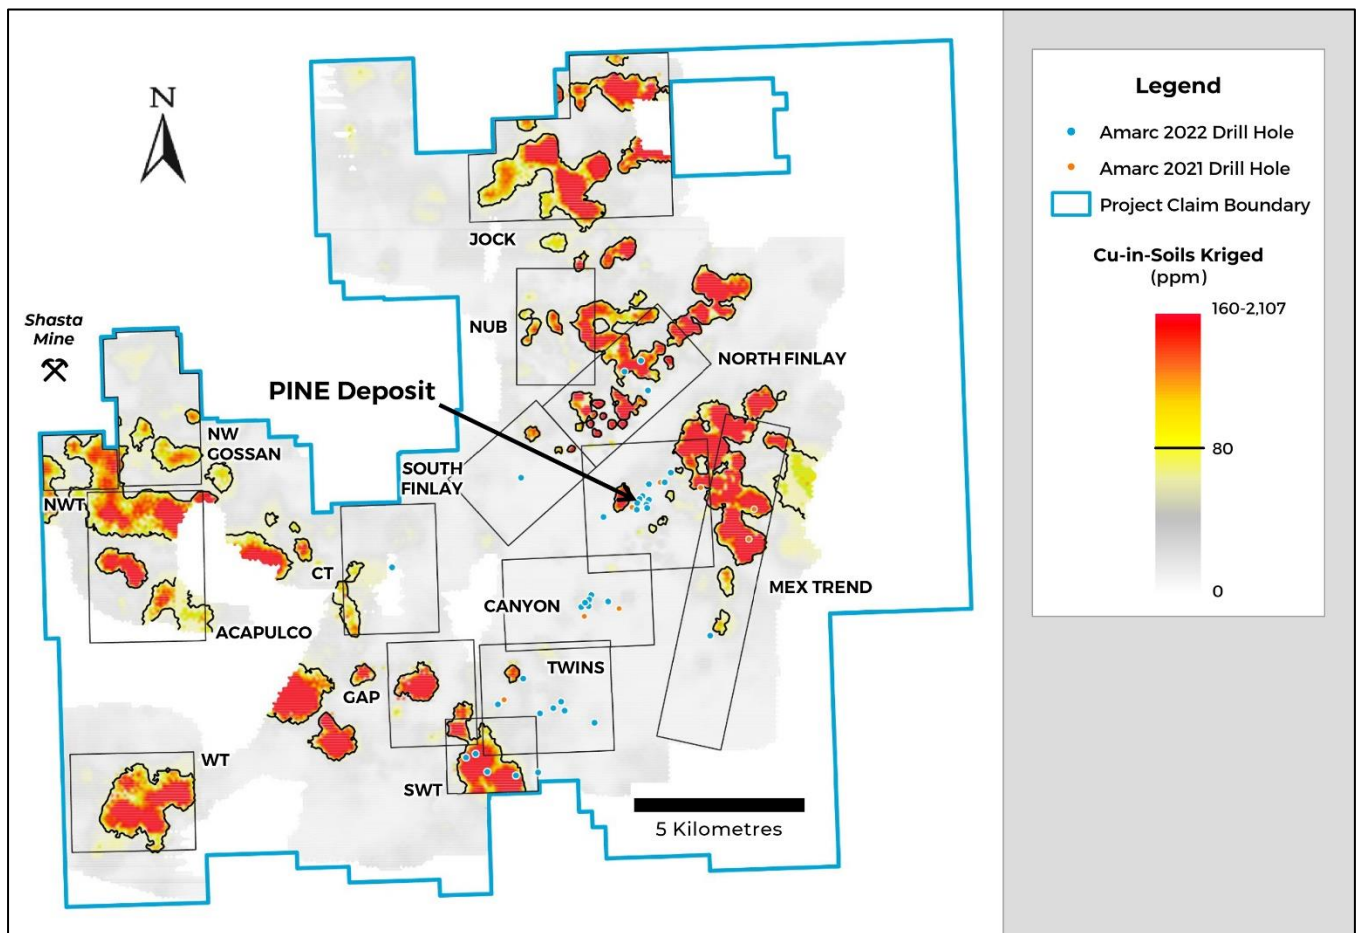 N
JOCK
Shasta
Mine
NUB
NORTH FINLAY
PINE Deposit
NW
GOSSAN
SOUTH
FINLAY
NWT
CT
CANYON
MEX TREND
ACAPULCO
TWINS
GAP
WT
SWT
5 Kilometres
Legend
Amarc 2022 Drill Hole
Amarc 2021 Drill Hole
Project Claim Boundary
Cu-in-Soils Kriged
(ppm)
160-2,107
80
0